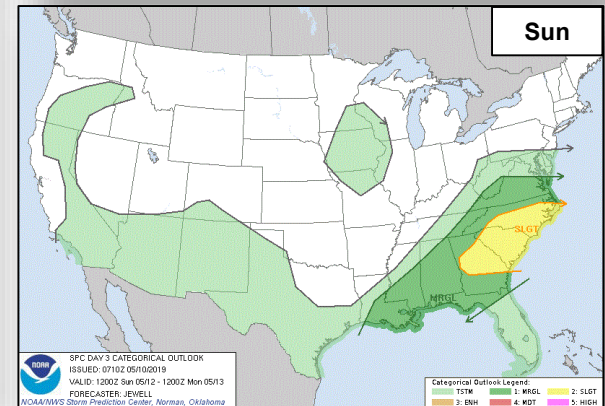 Sun
SLGT
MRGL
NOAA
SPC DAY 3 CATEGORICAL OUTLOOK
ISSUED: 0710Z 05/10/2019
VALID: 1200Z Sun 05/12 - 1200Z Mon 05/13
FORECASTER: JEWELL
NOAA/NWS Storm Prediction Center, Norman, Oklahoma
Categorical Outlook Legend:
TSTM 1: MRGL 2: SLGT
3: ENH 4: MDT 5: HIGH